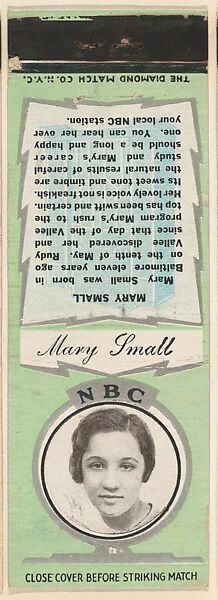 THE DIAMOND MATCH CO. N.Y.C.
MARY SMALL
Mary Small was born in
Baltimore eleven years ago
on the tenth of May. Rudy
Vallee discovered her and
since that day of the Vallee
program Mary's rush to the
top has been swift and certain.
Her lovely voice is not freakish.
Its sweet tone and timbre are
the natural results of careful
study and Mary's career
should be a long and happy
one. You can hear her over
your local NBC station.
Mary Small
NBC
CLOSE COVER BEFORE STRIKING MATCH